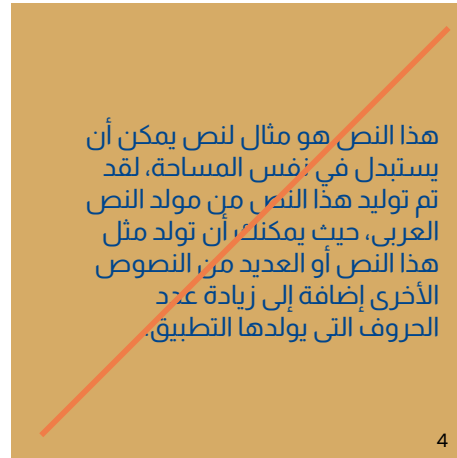 هذا النص هو مثال لنص يمكن أن
يستبدل في نفس المساحة، لقد
تم توليد هذا النص من مولد النص
العربى، حيث يمكنك أن تولد مثل
هذا النص أو العديد من النصوص
الأخرى إضافة إلى زيادة عدد
الحروف التى يولدها التطبيق.
4